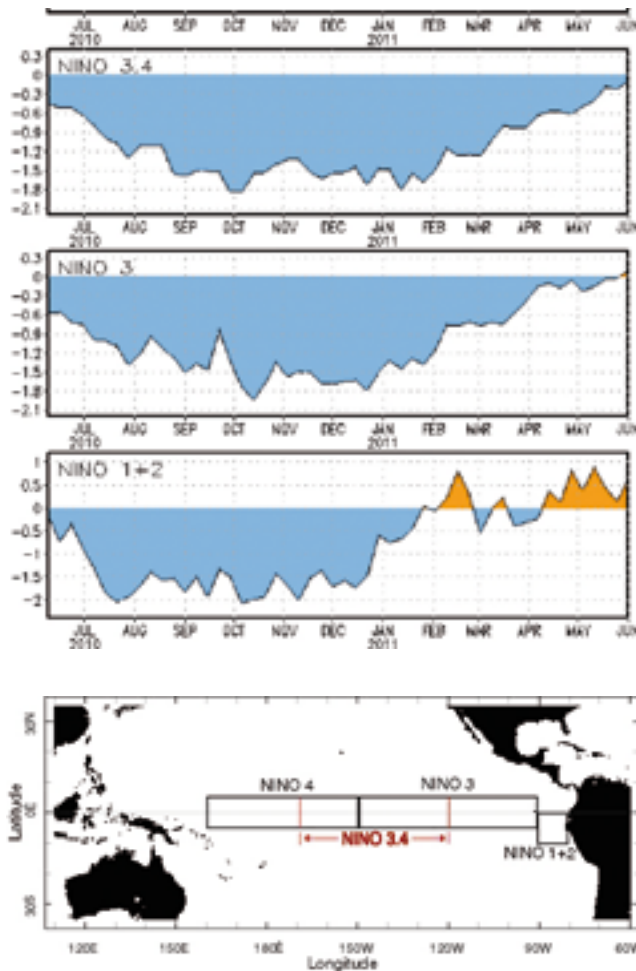 JUL AUG SEP OCT NOV DEC JAN FEB MAR APR MAY JUN
2010 2011
NINO 3.4
0.3
0
-0.3
-0.6
-0.9
-1.2
-1.5
-1.8
-2.1
JUL AUG SEP OCT NOV DEC JAN FEB MAR APR MAY JUN
2010 2011
NINO 3
0.3
0
-0.3
-0.6
-0.9
-1.2
-1.5
-1.8
-2.1
JUL AUG SEP OCT NOV DEC JAN FEB MAR APR MAY JUN
2010 2011
NINO 1+2
1
0.5
0
-0.5
-1
-1.5
-2
JUL AUG SEP OCT NOV DEC JAN FEB MAR APR MAY JUN
2010 2011
30N
NINO 4 NINO 3
0E
Latitude
NINO 3.4
NINO 1+2
30S
120E 150E 180E 150W 120W 90W 60W
Longitude